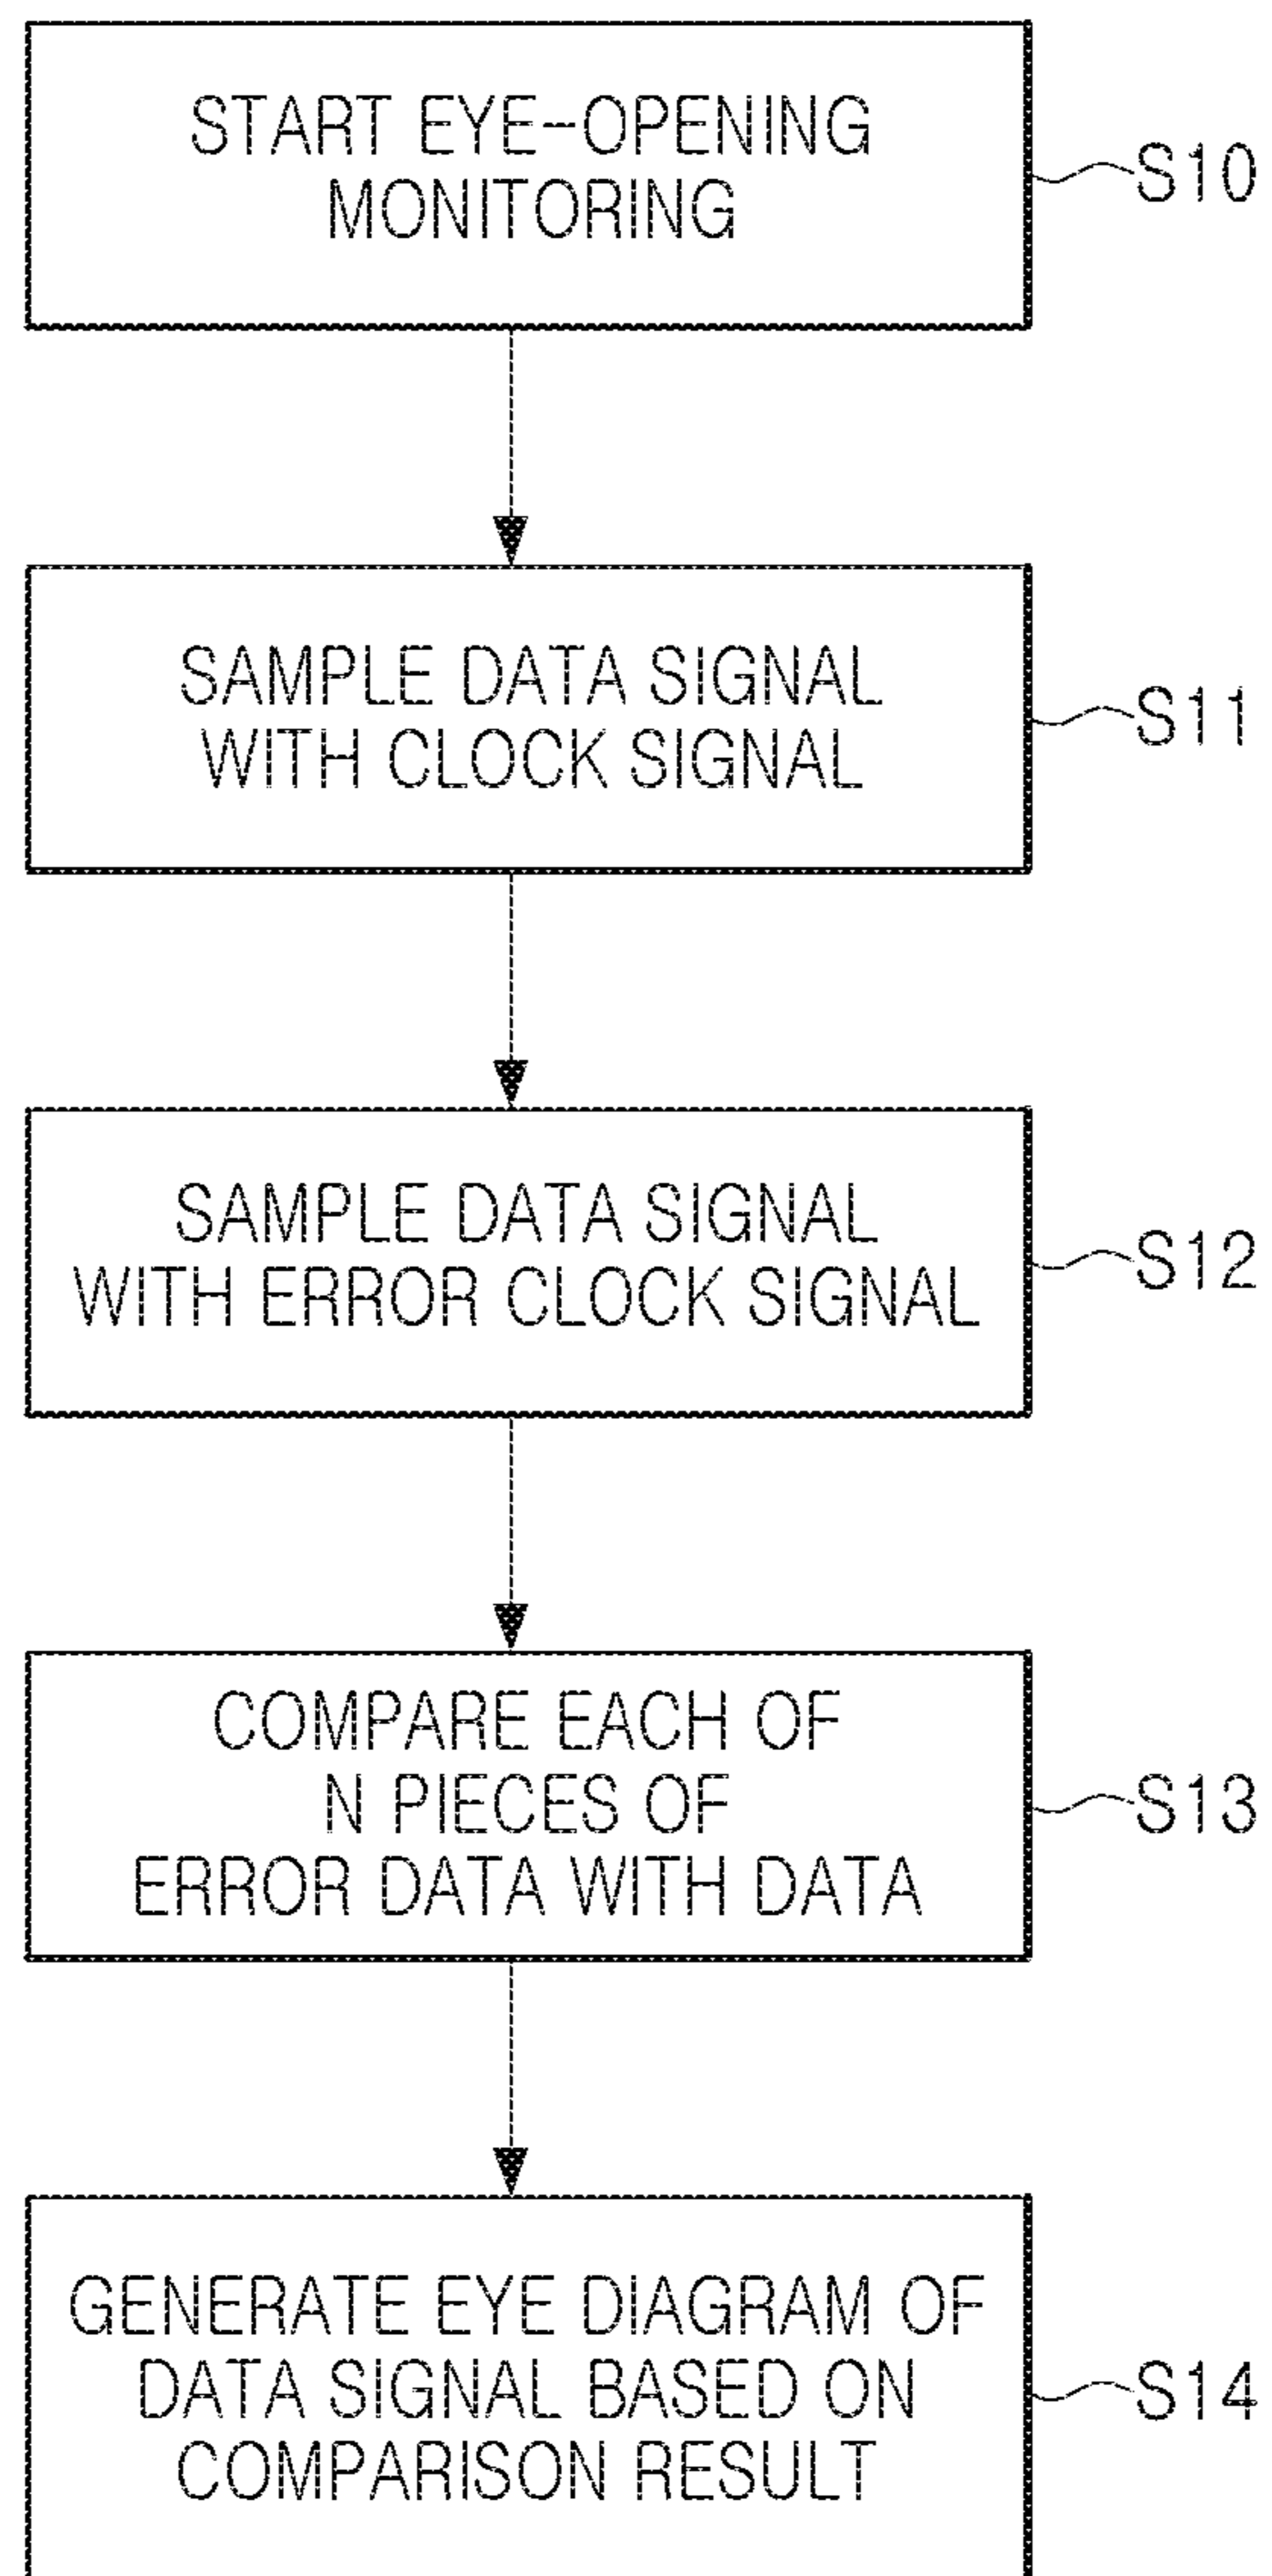 START EYE-OPENING
MONITORING
S10
SAMPLE DATA SIGNAL
WITH CLOCK SIGNAL
S11
SAMPLE DATA SIGNAL
WITH ERROR CLOCK SIGNAL
S12
COMPARE EACH OF
N PIECES OF
ERROR DATA WITH DATA
S13
GENERATE EYE DIAGRAM OF
DATA SIGNAL BASED ON
COMPARISON RESULT
S14